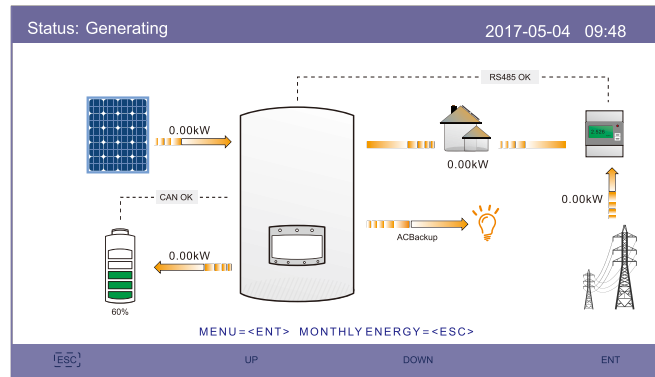 Status: Generating
2017-05-04 09:48
RS485 OK
0.00kW
0.00kW
CAN OK
0.00kW
0.00kW
ACBackup
60%
MENU=<ENT> MONTHLY ENERGY=<ESC>
ESC UP DOWN ENT